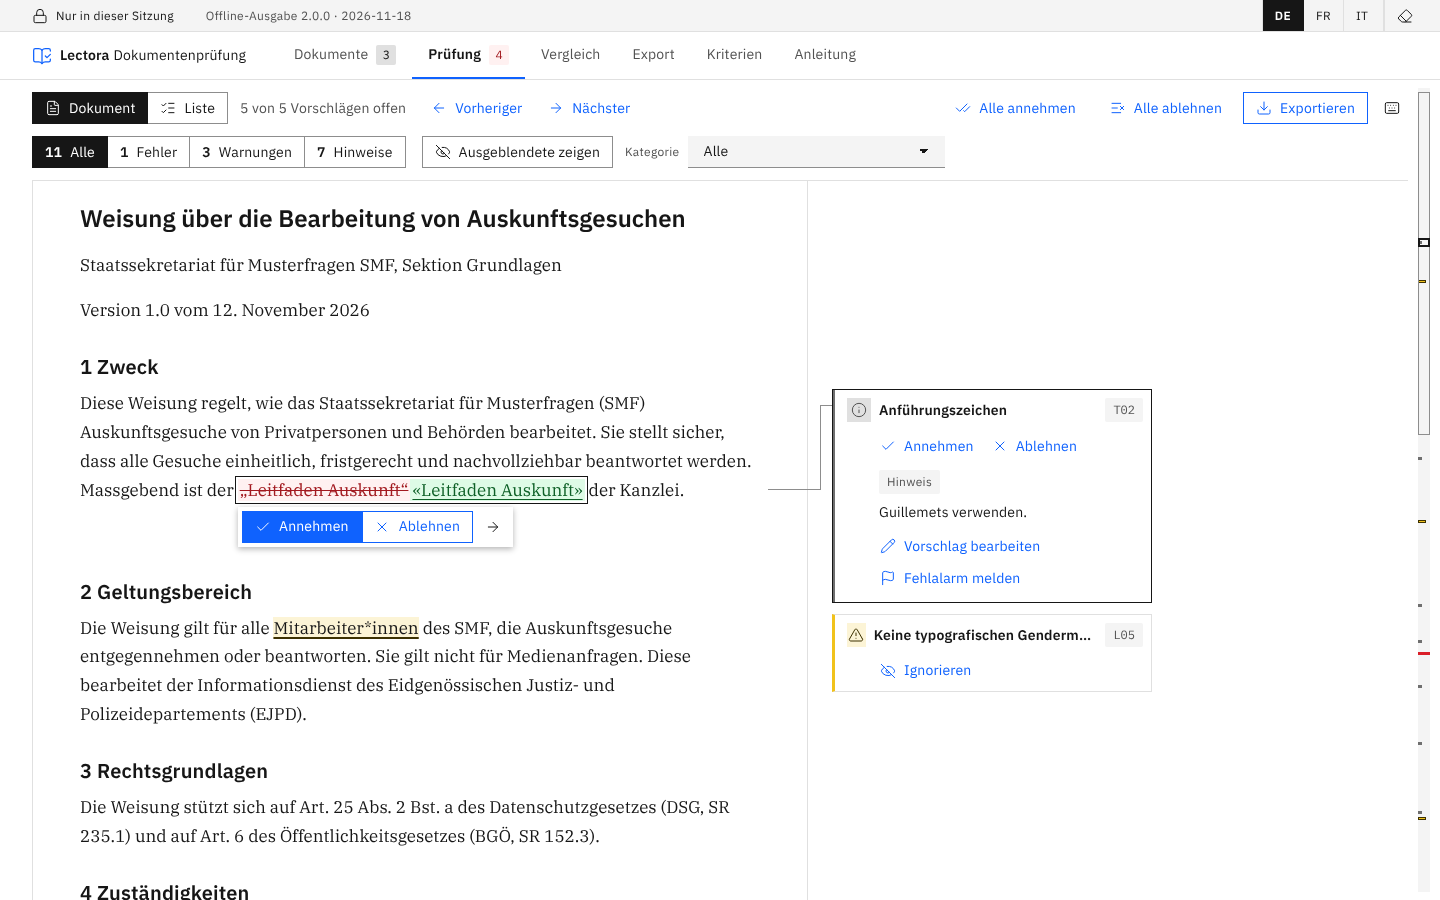 Nur in dieser Sitzung
Offline-Ausgabe 2.0.0 · 2026-11-18
DE FR IT
Lectora Dokumentenprüfung
Dokumente 3
Prüfung 4
Vergleich
Export
Kriterien
Anleitung
Dokument
Liste
5 von 5 Vorschlägen offen
Vorheriger
Nächster
Alle annehmen
Alle ablehnen
Exportieren
11 Alle
1 Fehler
3 Warnungen
7 Hinweise
Ausgeblendete zeigen
Kategorie
Alle
Weisung über die Bearbeitung von Auskunftsgesuchen
Staatssekretariat für Musterfragen SMF, Sektion Grundlagen
Version 1.0 vom 12. November 2026
1 Zweck
Diese Weisung regelt, wie das Staatssekretariat für Musterfragen (SMF)
Auskunftsgesuche von Privatpersonen und Behörden bearbeitet. Sie stellt sicher,
dass alle Gesuche einheitlich, fristgerecht und nachvollziehbar beantwortet werden.
Massgebend ist der „Leitfaden Auskunft“ «Leitfaden Auskunft» der Kanzlei.
Annehmen
Ablehnen
2 Geltungsbereich
Die Weisung gilt für alle Mitarbeiter*innen des SMF, die Auskunftsgesuche
entgegennehmen oder beantworten. Sie gilt nicht für Medienanfragen. Diese
bearbeitet der Informationsdienst des Eidgenössischen Justiz- und
Polizeidepartements (EJPD).
3 Rechtsgrundlagen
Die Weisung stützt sich auf Art. 25 Abs. 2 Bst. a des Datenschutzgesetzes (DSG, SR
235.1) und auf Art. 6 des Öffentlichkeitsgesetzes (BGÖ, SR 152.3).
4 Zuständigkeiten
Anführungszeichen
T02
Annehmen
Ablehnen
Hinweis
Guillemets verwenden.
Vorschlag bearbeiten
Fehlalarm melden
Keine typografischen Genderm...
L05
Ignorieren